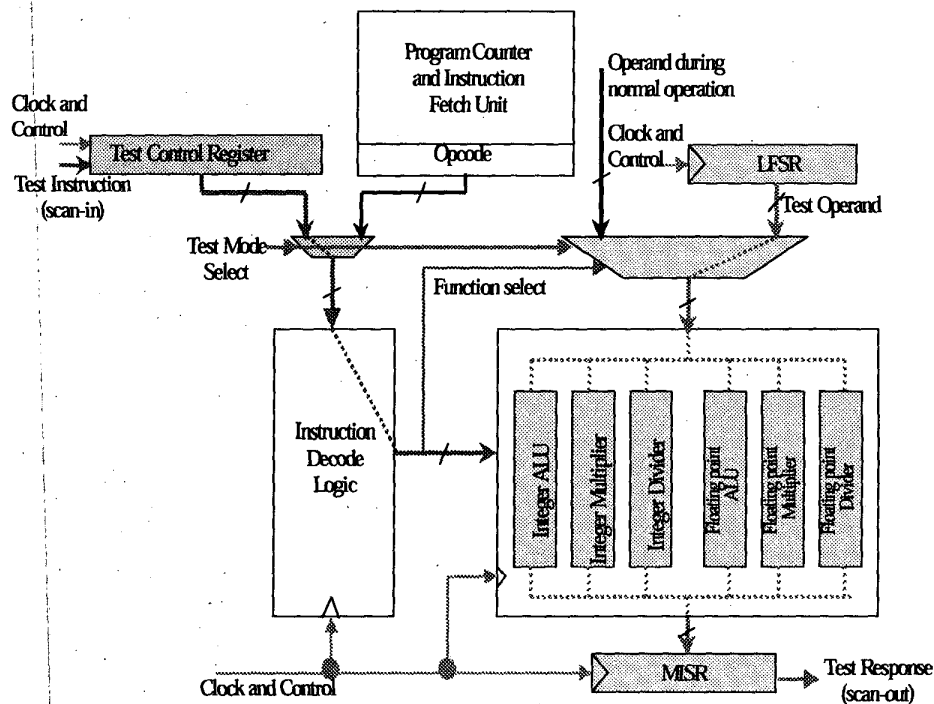 Program Counter
and Instruction
Fetch Unit
Opcode
Operand during
normal operation
Clock and
Control
Test Control Register
Test Instruction
(scan-in)
Clock and
Control
LFSR
Test Operand
Test Mode
Select
Function select
Instruction
Decode
Logic
Integer ALU
Integer Multiplier
Integer Divider
Floating point
ALU
Floating point
Multiplier
Floating point
Divider
Clock and Control
MISR
Test Response
(scan-out)